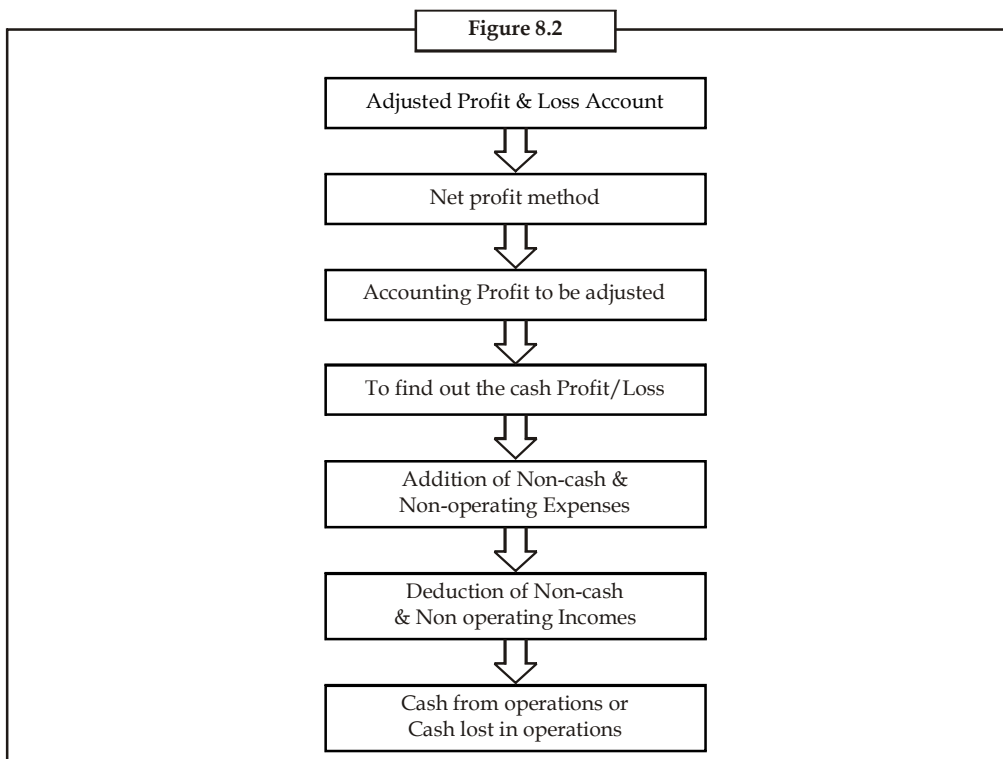 Figure 8.2
Adjusted Profit & Loss Account
Net profit method
Accounting Profit to be adjusted
To find out the cash Profit/Loss
Addition of Non-cash &
Non-operating Expenses
Deduction of Non-cash
& Non operating Incomes
Cash from operations or
Cash lost in operations